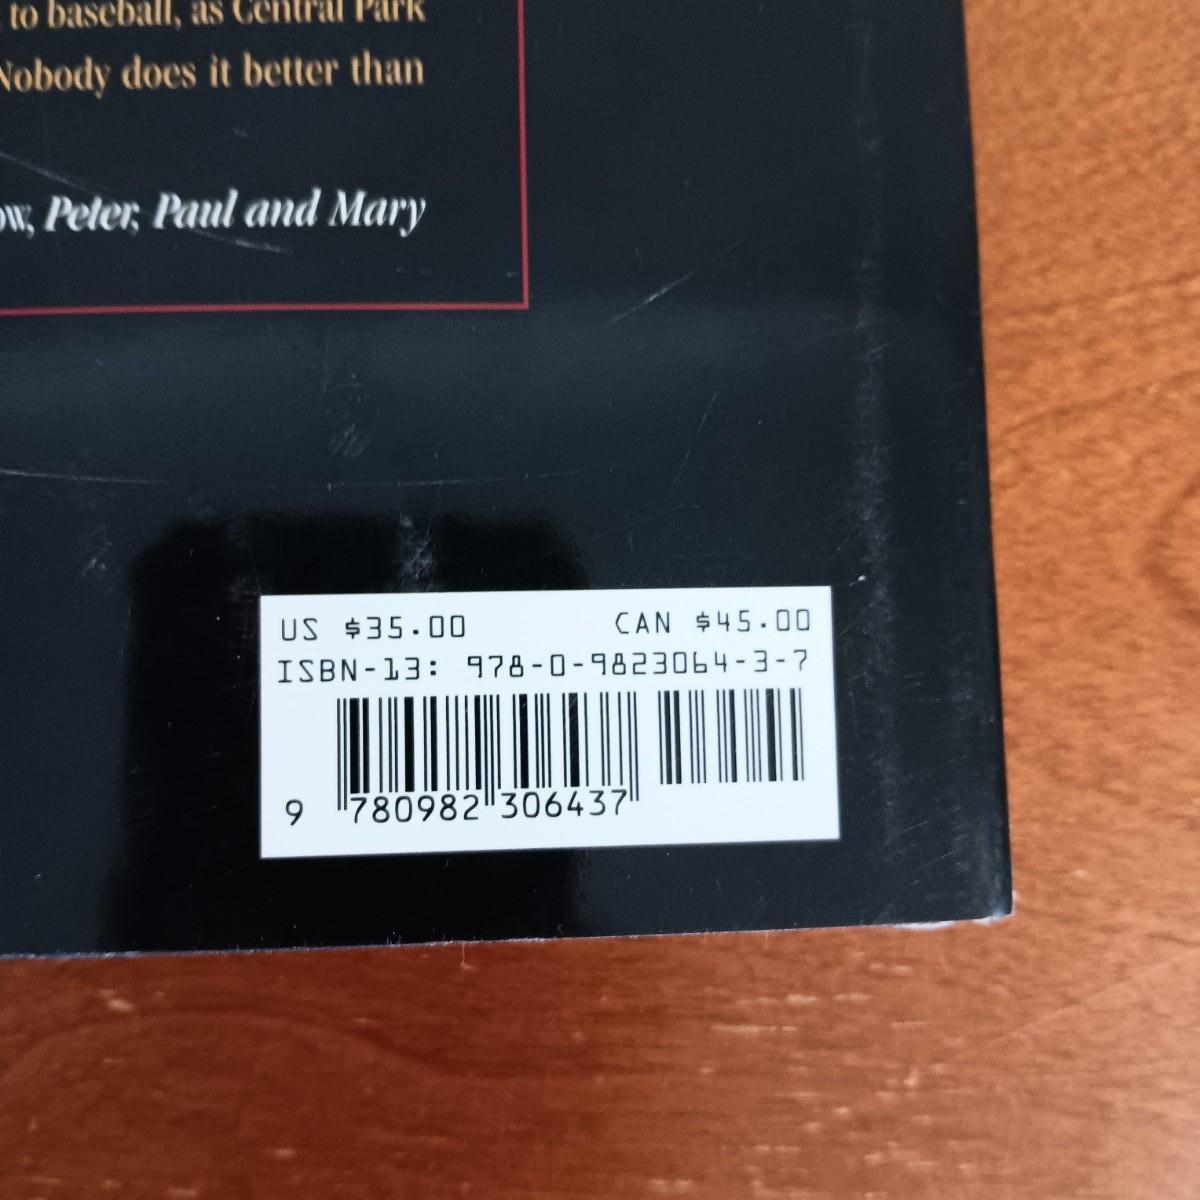 to baseball, as Central Park
Nobody does it better than
ow, Peter, Paul and Mary
US $35.00 CAN $45.00
ISBN-13: 978-0-9823064-3-7
9 780982 306437